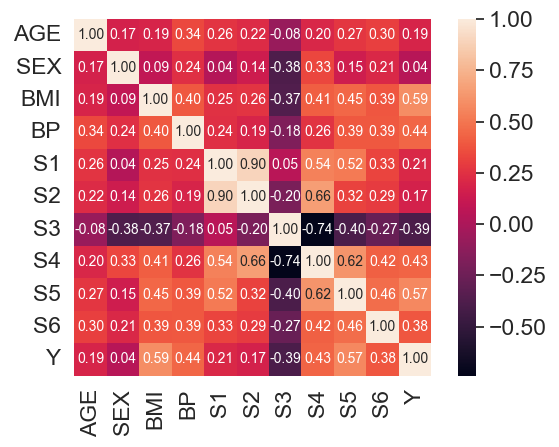 AGE 1.00 0.17 0.19 0.34 0.26 0.22 -0.08 0.20 0.27 0.30 0.19
SEX 0.17 1.00 0.09 0.24 0.04 0.14 -0.38 0.33 0.15 0.21 0.04
BMI 0.19 0.09 1.00 0.40 0.25 0.26 -0.37 0.41 0.45 0.39 0.59
BP 0.34 0.24 0.40 1.00 0.24 0.19 -0.18 0.26 0.39 0.39 0.44
S1 0.26 0.04 0.25 0.24 1.00 0.90 0.05 0.54 0.52 0.33 0.21
S2 0.22 0.14 0.26 0.19 0.90 1.00 -0.20 0.66 0.32 0.29 0.17
S3 -0.08 -0.38 -0.37 -0.18 0.05 -0.20 1.00 -0.74 -0.40 -0.27 -0.39
S4 0.20 0.33 0.41 0.26 0.54 0.66 -0.74 1.00 0.62 0.42 0.43
S5 0.27 0.15 0.45 0.39 0.52 0.32 -0.40 0.62 1.00 0.46 0.57
S6 0.30 0.21 0.39 0.39 0.33 0.29 -0.27 0.42 0.46 1.00 0.38
Y 0.19 0.04 0.59 0.44 0.21 0.17 -0.39 0.43 0.57 0.38 1.00
AGE SEX BMI BP S1 S2 S3 S4 S5 S6 Y
1.00
0.75
0.50
0.25
0.00
-0.25
-0.50